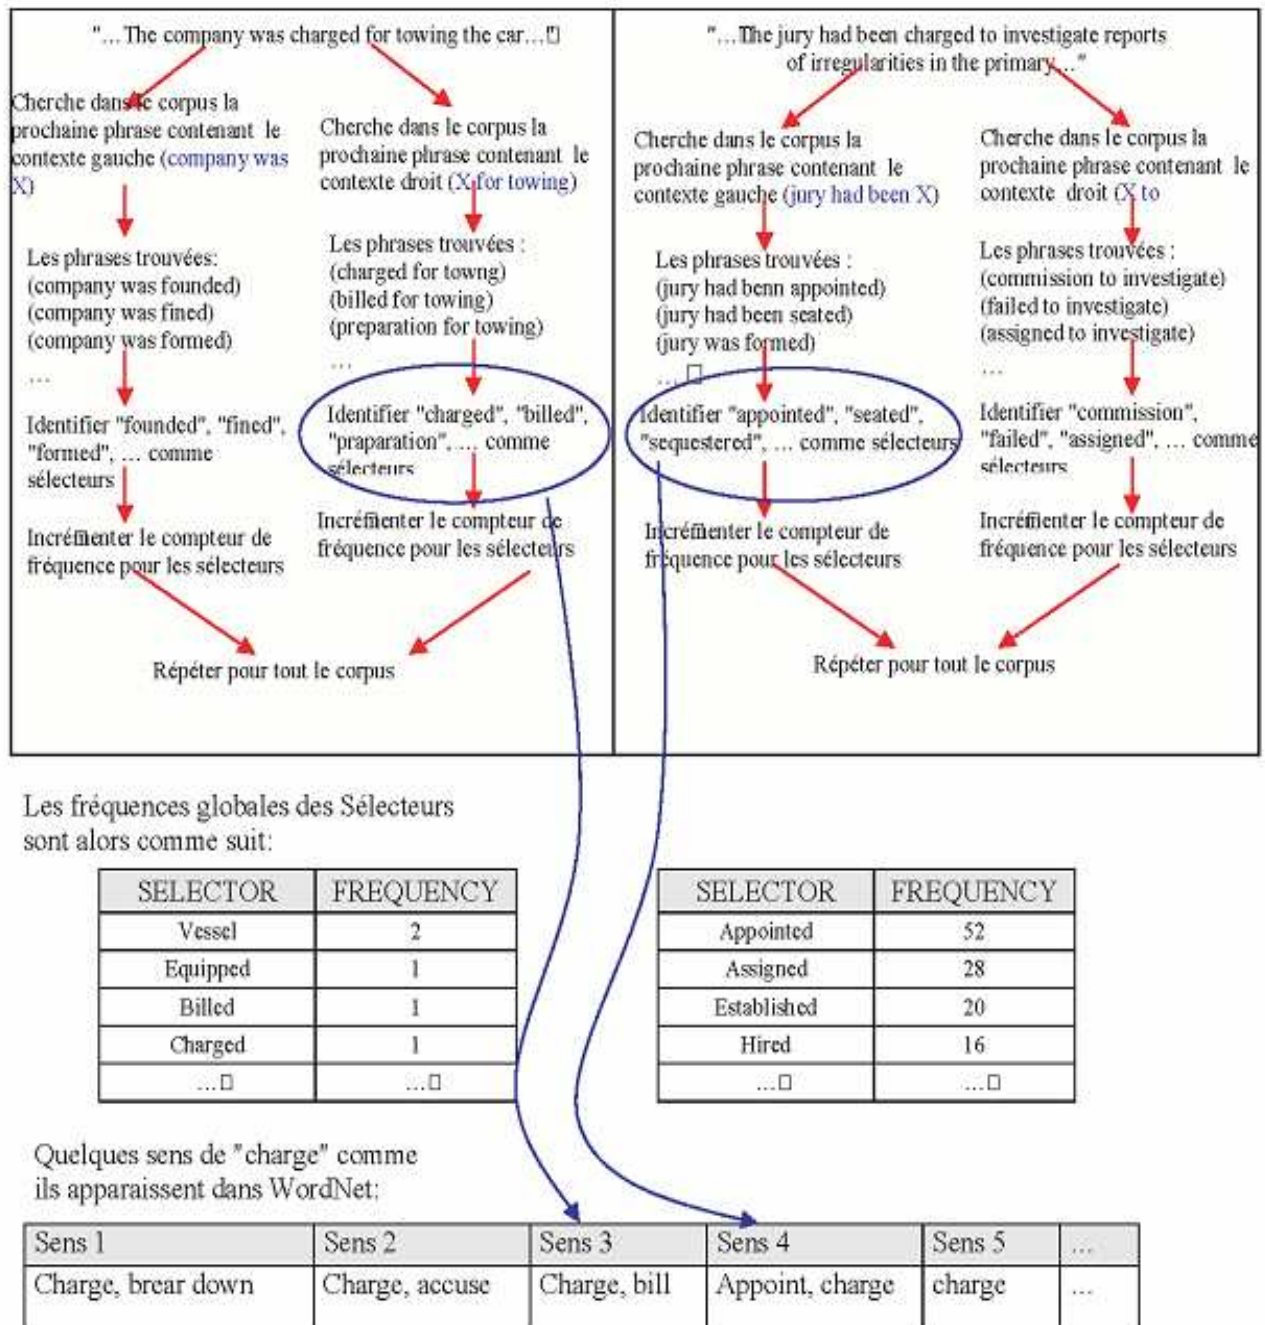 "…The company was charged for towing the car…"
Cherche dans le corpus la
prochaine phrase contenant le
contexte gauche (company was
X)
Les phrases trouvées:
(company was founded)
(company was fined)
(company was formed)
…
Identifier "founded", "fined",
"formed", … comme
sélecteurs
Incrémenter le compteur de
fréquence pour les sélecteurs
Cherche dans le corpus la
prochaine phrase contenant le
contexte droit (X for towing)
Les phrases trouvées :
(charged for towng)
(billed for towing)
(preparation for towing)
…
Identifier "charged", "billed",
"praparation", … comme
sélecteurs
Incrémenter le compteur de
fréquence pour les sélecteurs
Répéter pour tout le corpus
"…The jury had been charged to investigate reports
of irregularities in the primary…"
Cherche dans le corpus la
prochaine phrase contenant le
contexte gauche (jury had been X)
Les phrases trouvées :
(jury had benn appointed)
(jury had been seated)
(jury was formed)
…
Identifier "appointed", "seated",
"sequestered", … comme sélecteurs
Incrémenter le compteur de
fréquence pour les sélecteurs
Cherche dans le corpus la
prochaine phrase contenant le
contexte droit (X to
Les phrases trouvées :
(commission to investigate)
(failed to investigate)
(assigned to investigate)
…
Identifier "commission",
"failed", "assigned", … comme
sélecteurs
Incrémenter le compteur de
fréquence pour les sélecteurs
Répéter pour tout le corpus
Les fréquences globales des Sélecteurs
sont alors comme suit:
SELECTOR FREQUENCY
Vessel 2
Equipped 1
Billed 1
Charged 1
… …
SELECTOR FREQUENCY
Appointed 52
Assigned 28
Established 20
Hired 16
… …
Quelques sens de "charge" comme
ils apparaissent dans WordNet:
Sens 1 Sens 2 Sens 3 Sens 4 Sens 5 …
Charge, brear down Charge, accuse Charge, bill Appoint, charge charge …